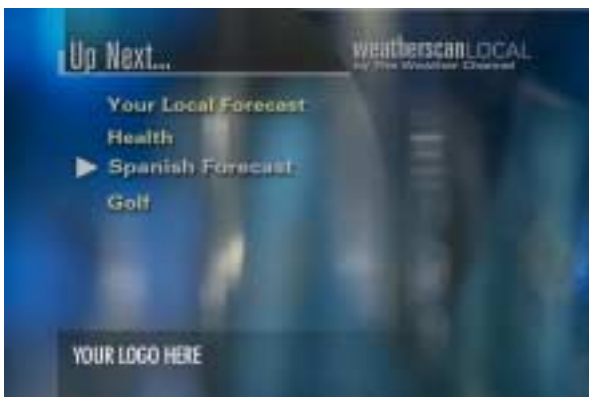 Up Next...
weatherscanLOCAL
by The Weather Channel
Your Local Forecast
Health
Spanish Forecast
Golf
YOUR LOGO HERE